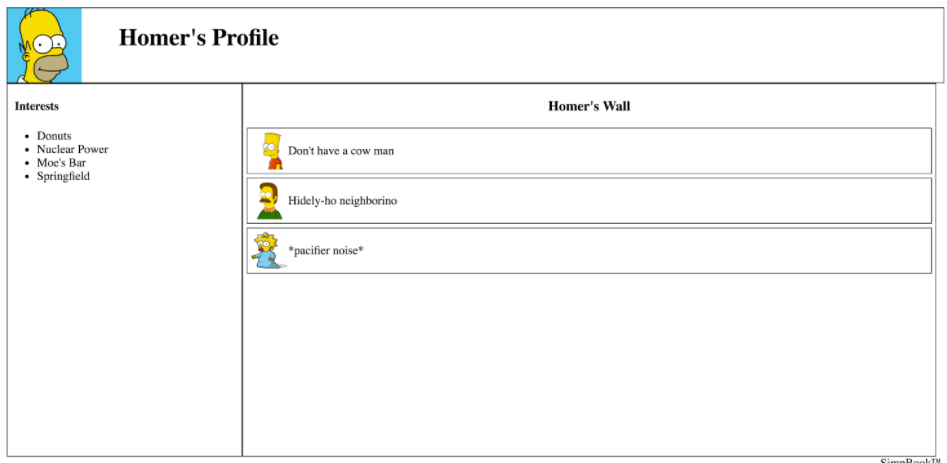 Homer's Profile
Interests
Donuts
Nuclear Power
Moe's Bar
Springfield
Homer's Wall
Don't have a cow man
Hidely-ho neighborino
*pacifier noise*
SimpBook™